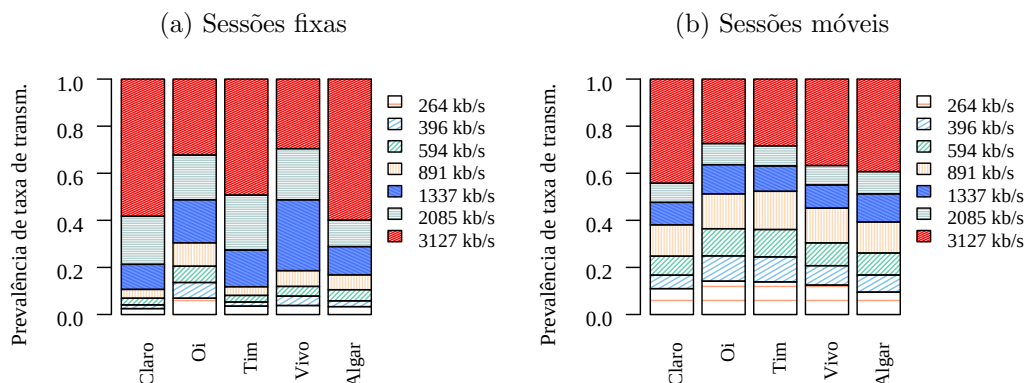 (a) Sessões fixas
Prevalência de taxa de transm.
1.0
0.8
0.6
0.4
0.2
0.0
Claro
Oi
Tim
Vivo
Algar
264 kb/s
396 kb/s
594 kb/s
891 kb/s
1337 kb/s
2085 kb/s
3127 kb/s
(b) Sessões móveis
Prevalência de taxa de transm.
1.0
0.8
0.6
0.4
0.2
0.0
Claro
Oi
Tim
Vivo
Algar
264 kb/s
396 kb/s
594 kb/s
891 kb/s
1337 kb/s
2085 kb/s
3127 kb/s